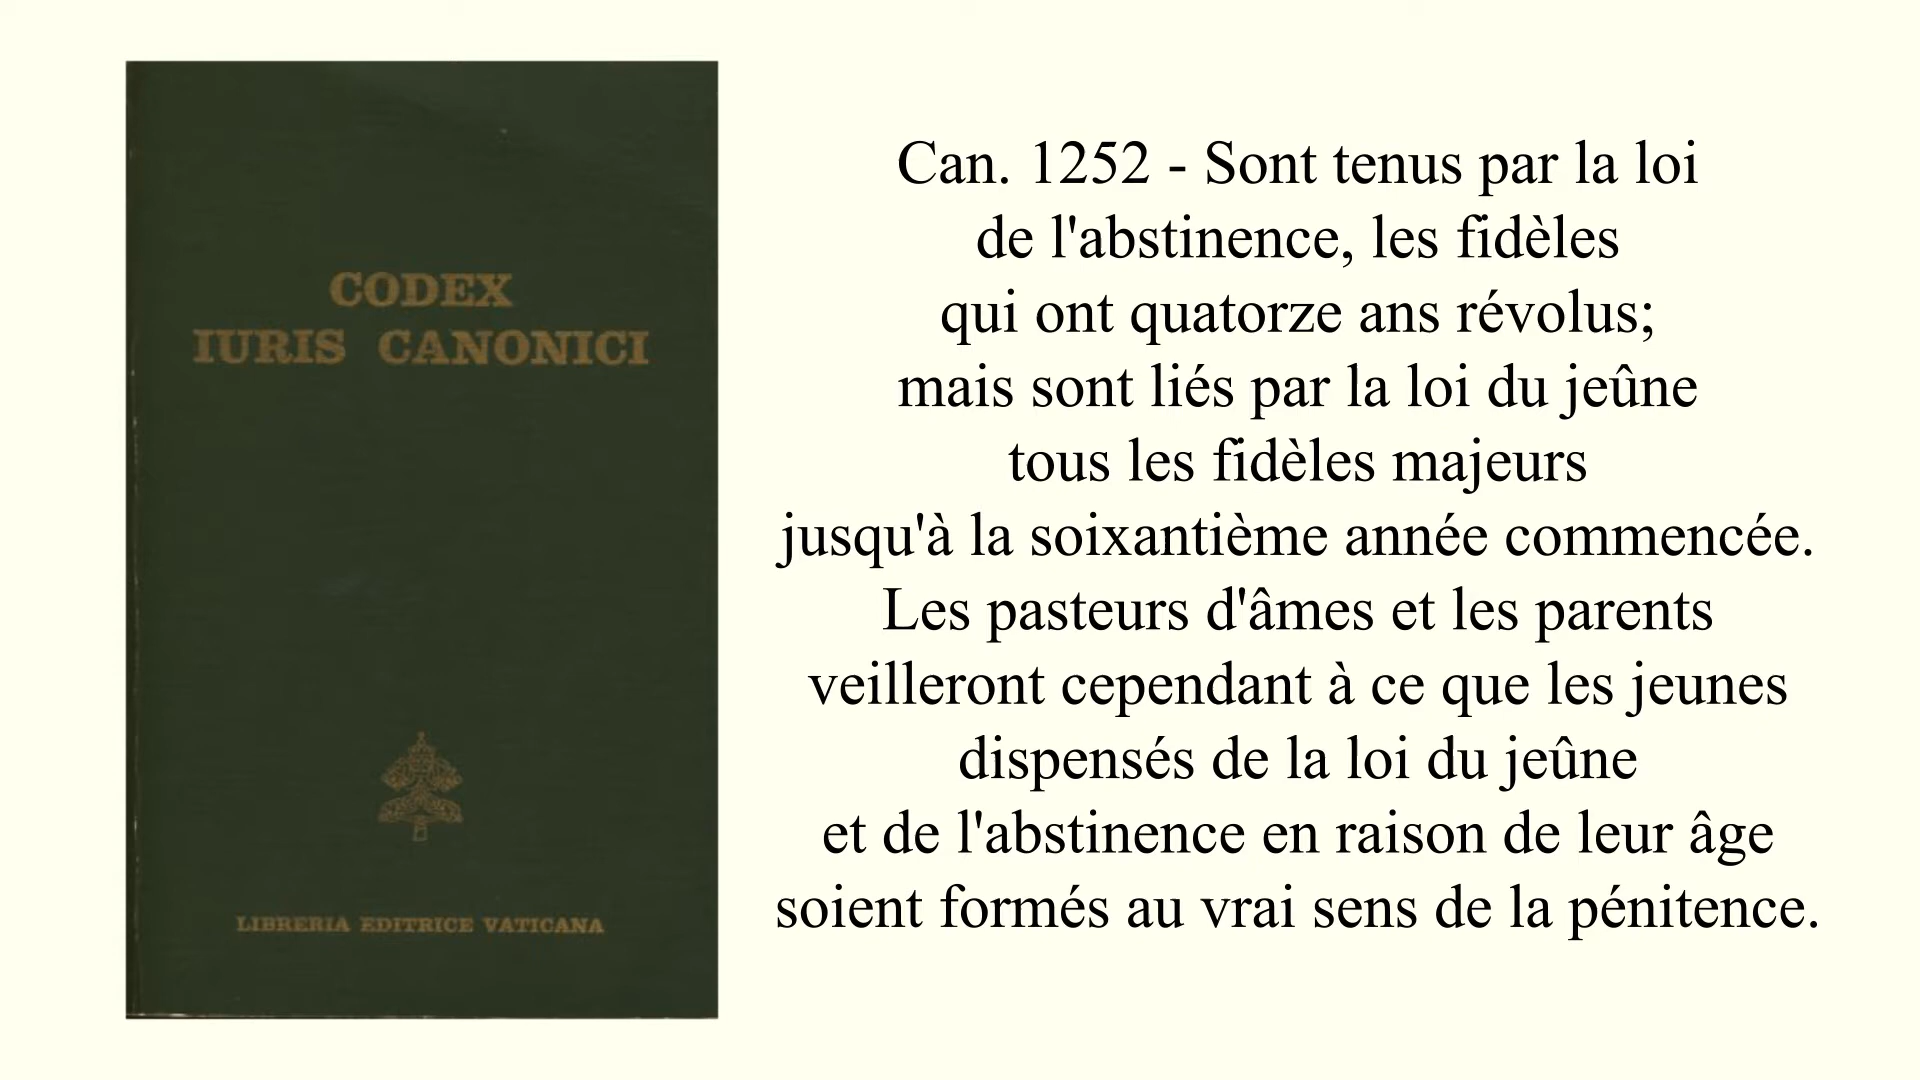 CODEX
IURIS CANONICI
LIBRERIA EDITRICE VATICANA
Can. 1252 - Sont tenus par la loi
de l'abstinence, les fidèles
qui ont quatorze ans révolus;
mais sont liés par la loi du jeûne
tous les fidèles majeurs
jusqu'à la soixantième année commencée.
Les pasteurs d'âmes et les parents
veilleront cependant à ce que les jeunes
dispensés de la loi du jeûne
et de l'abstinence en raison de leur âge
soient formés au vrai sens de la pénitence.